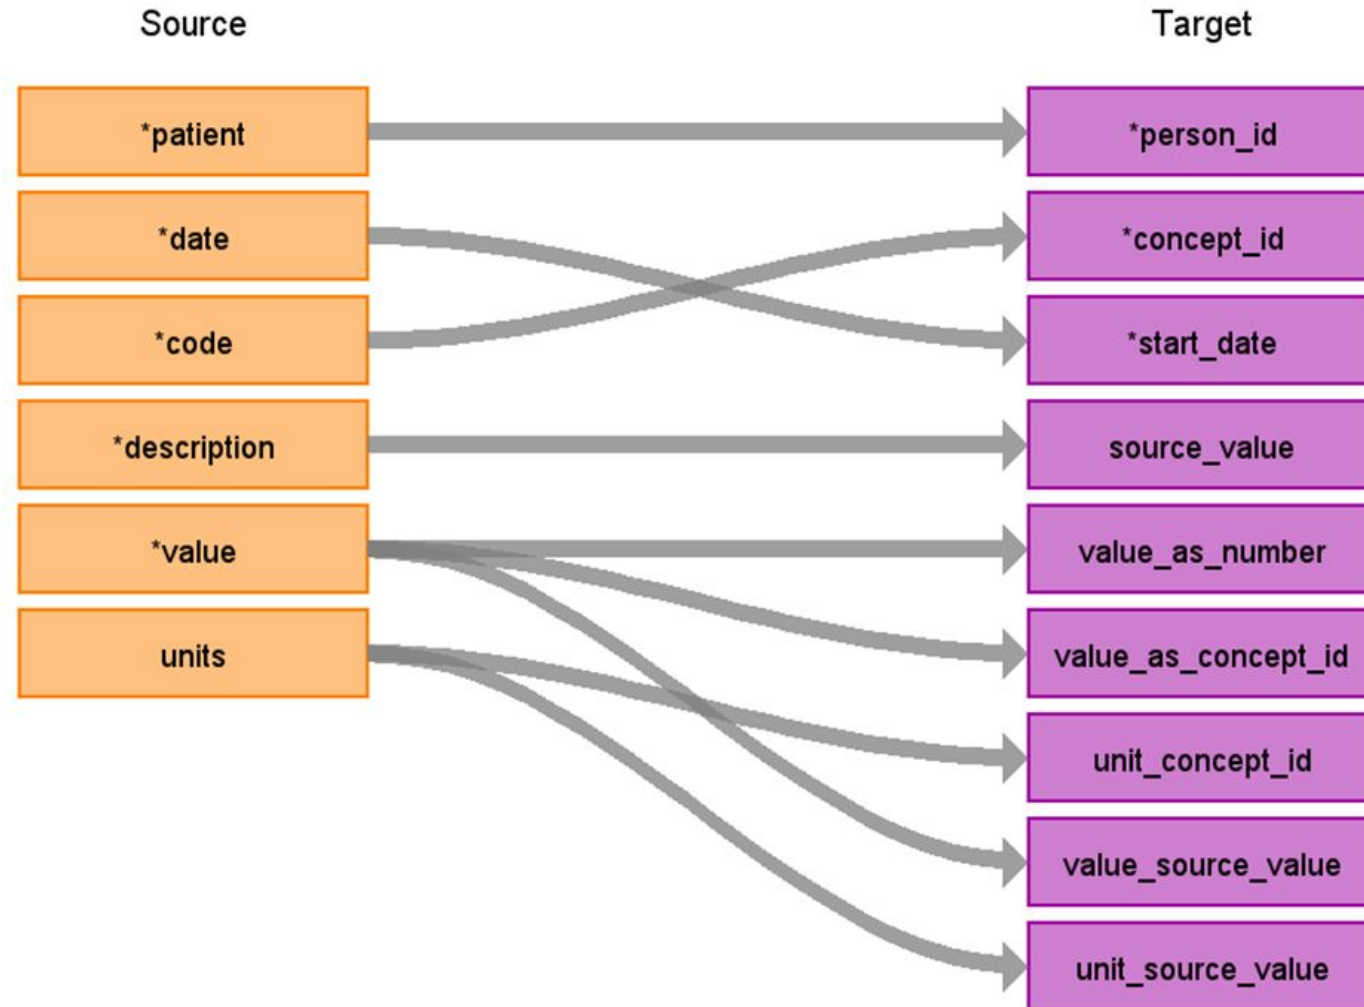 Source
Target
*patient
*person_id
*date
*concept_id
*code
*start_date
*description
source_value
*value
value_as_number
units
value_as_concept_id
unit_concept_id
value_source_value
unit_source_value